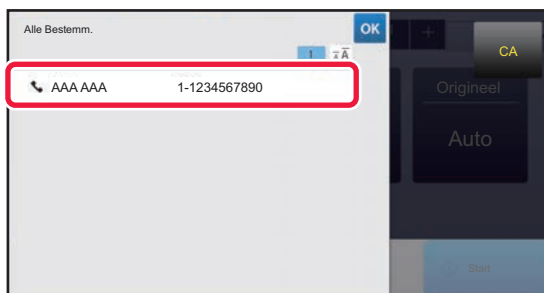 Alle Bestemm.
OK
CA
1
AAA AAA 1-1234567890
Origineel
Auto
Start